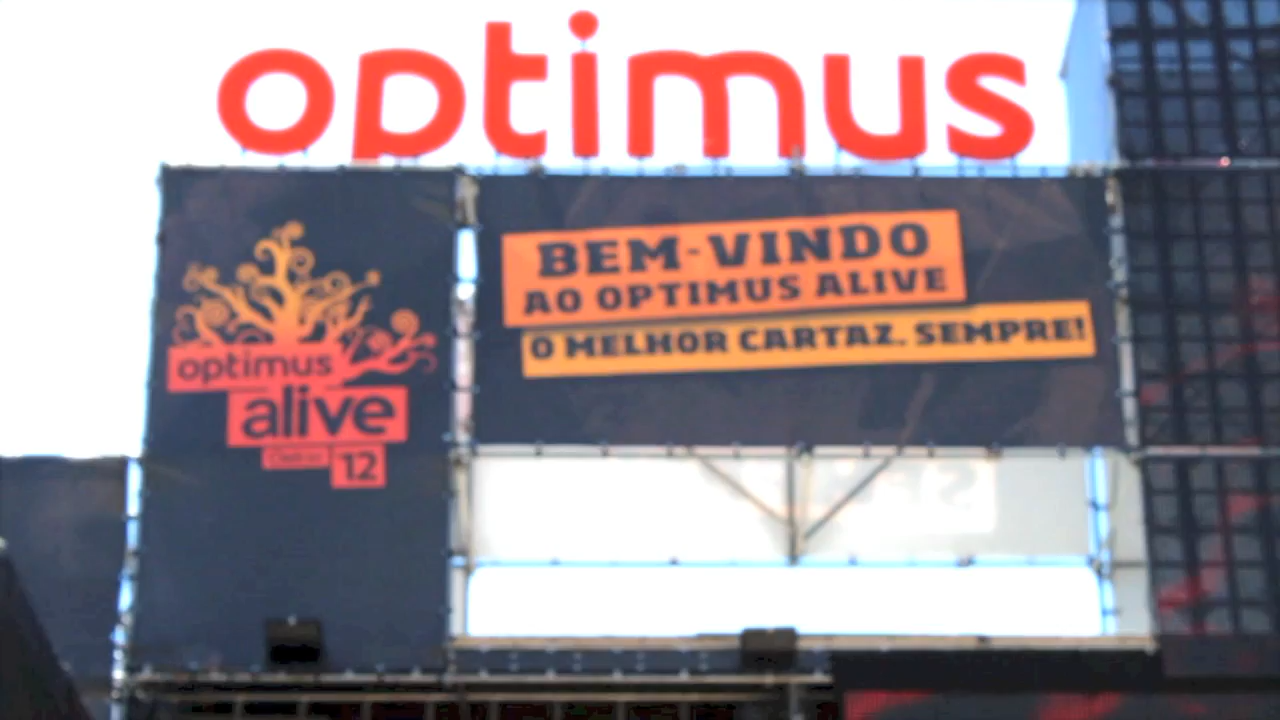 optimus
optimus
alive
12
BEM-VINDO
AO OPTIMUS ALIVE
O MELHOR CARTAZ. SEMPRE!